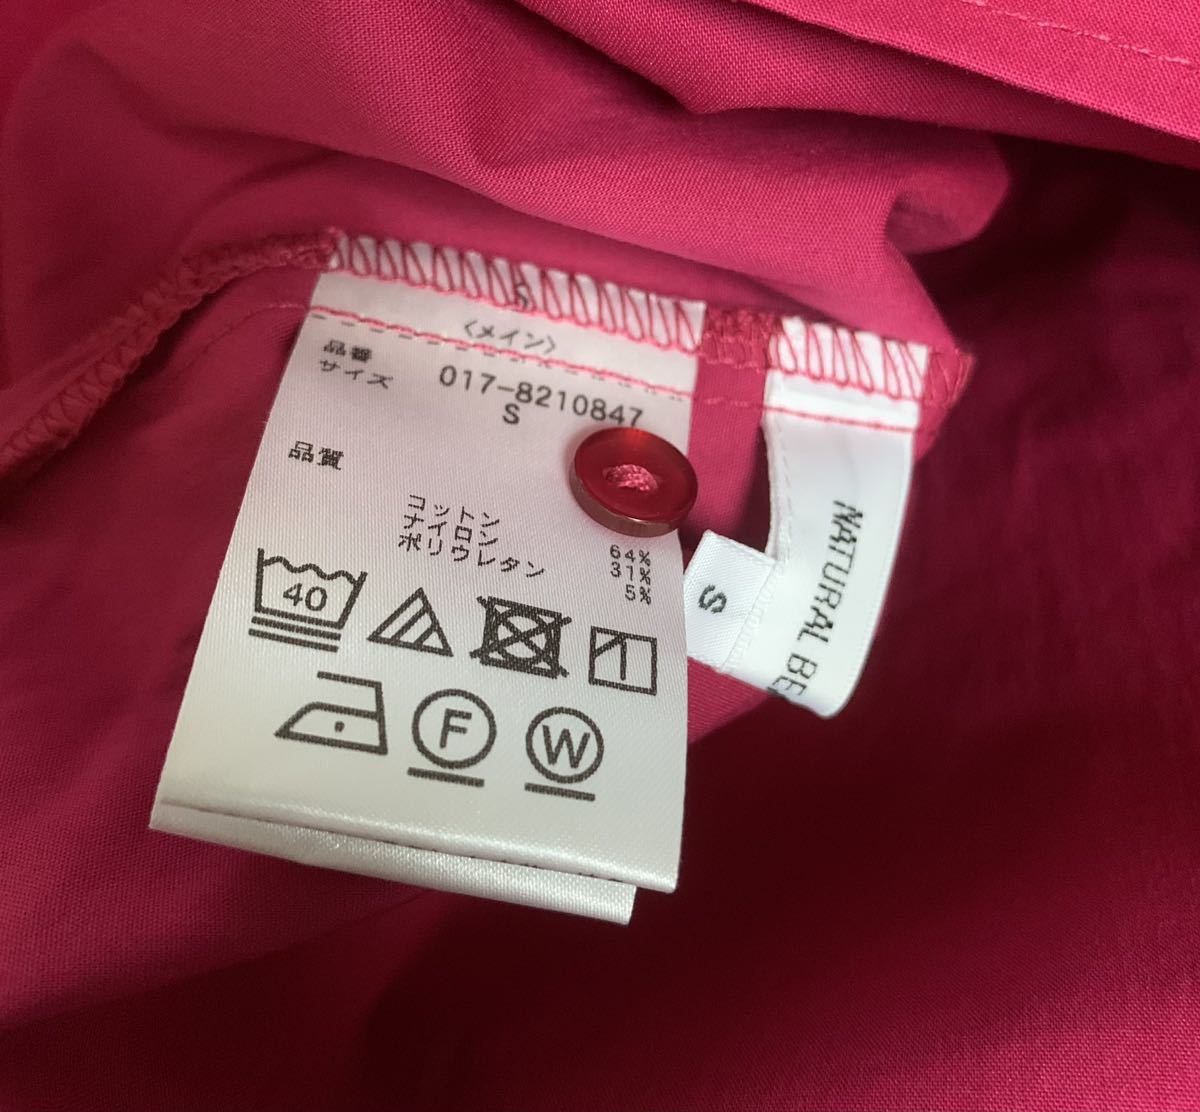 S
〈メイン〉
品番 017-8210847
サイズ S
品質
コットン 64%
ナイロン 31%
ポリウレタン 5%
40
F
W
S
NATURAL